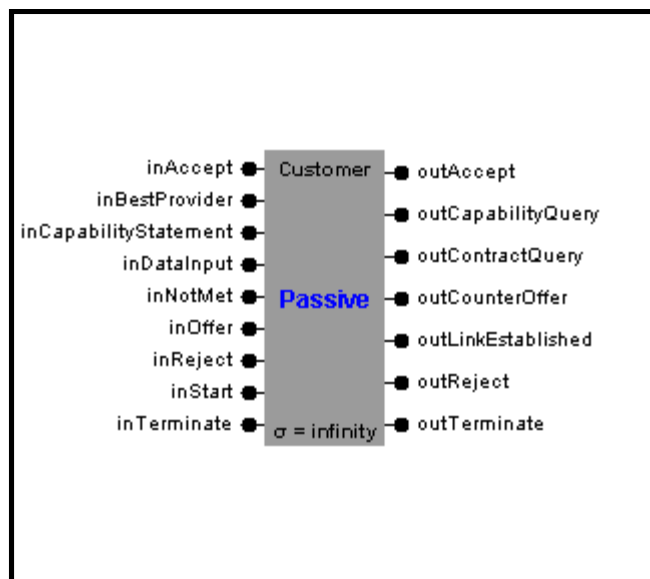 inAccept
inBestProvider
inCapabilityStatement
inDataInput
inNotMet
inOffer
inReject
inStart
inTerminate
Customer
Passive
σ = infinity
outAccept
outCapabilityQuery
outContractQuery
outCounterOffer
outLinkEstablished
outReject
outTerminate